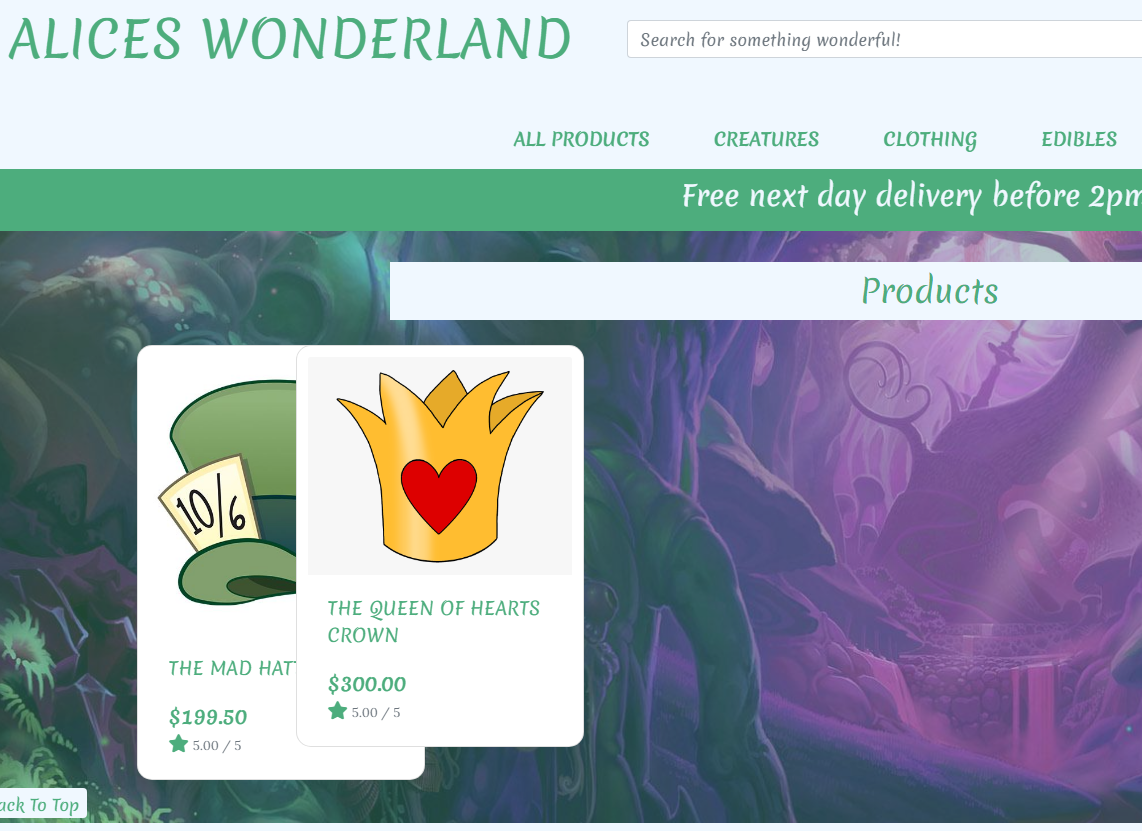 ALICES WONDERLAND
Search for something wonderful!
ALL PRODUCTS CREATURES CLOTHING EDIBLES
Free next day delivery before 2pm
Products
10/6
THE QUEEN OF HEARTS
CROWN
$300.00
5.00 / 5
THE MAD
$199.50
5.00 / 5
To Top